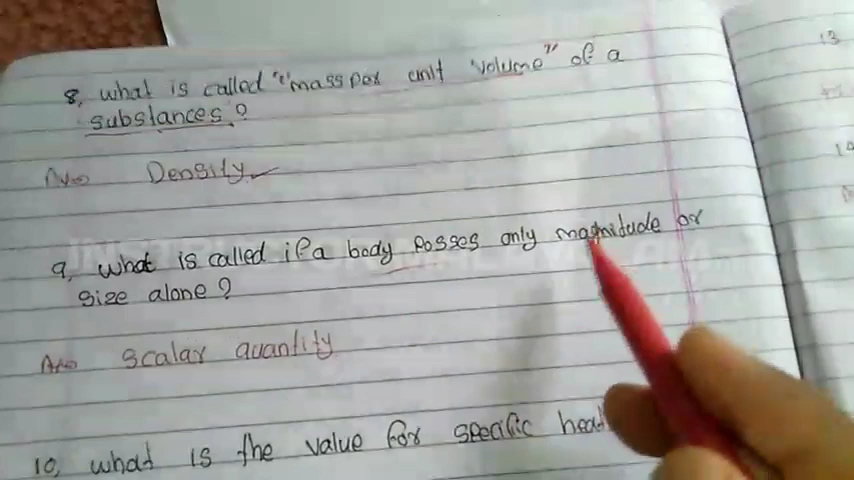 8, what is called "mass per unit "volume" of a
substances?
Ans Density
9, what is called if a body Posses only magnitude or
size alone?
Ans scalar quantity
10, what is the value for specific heat
13